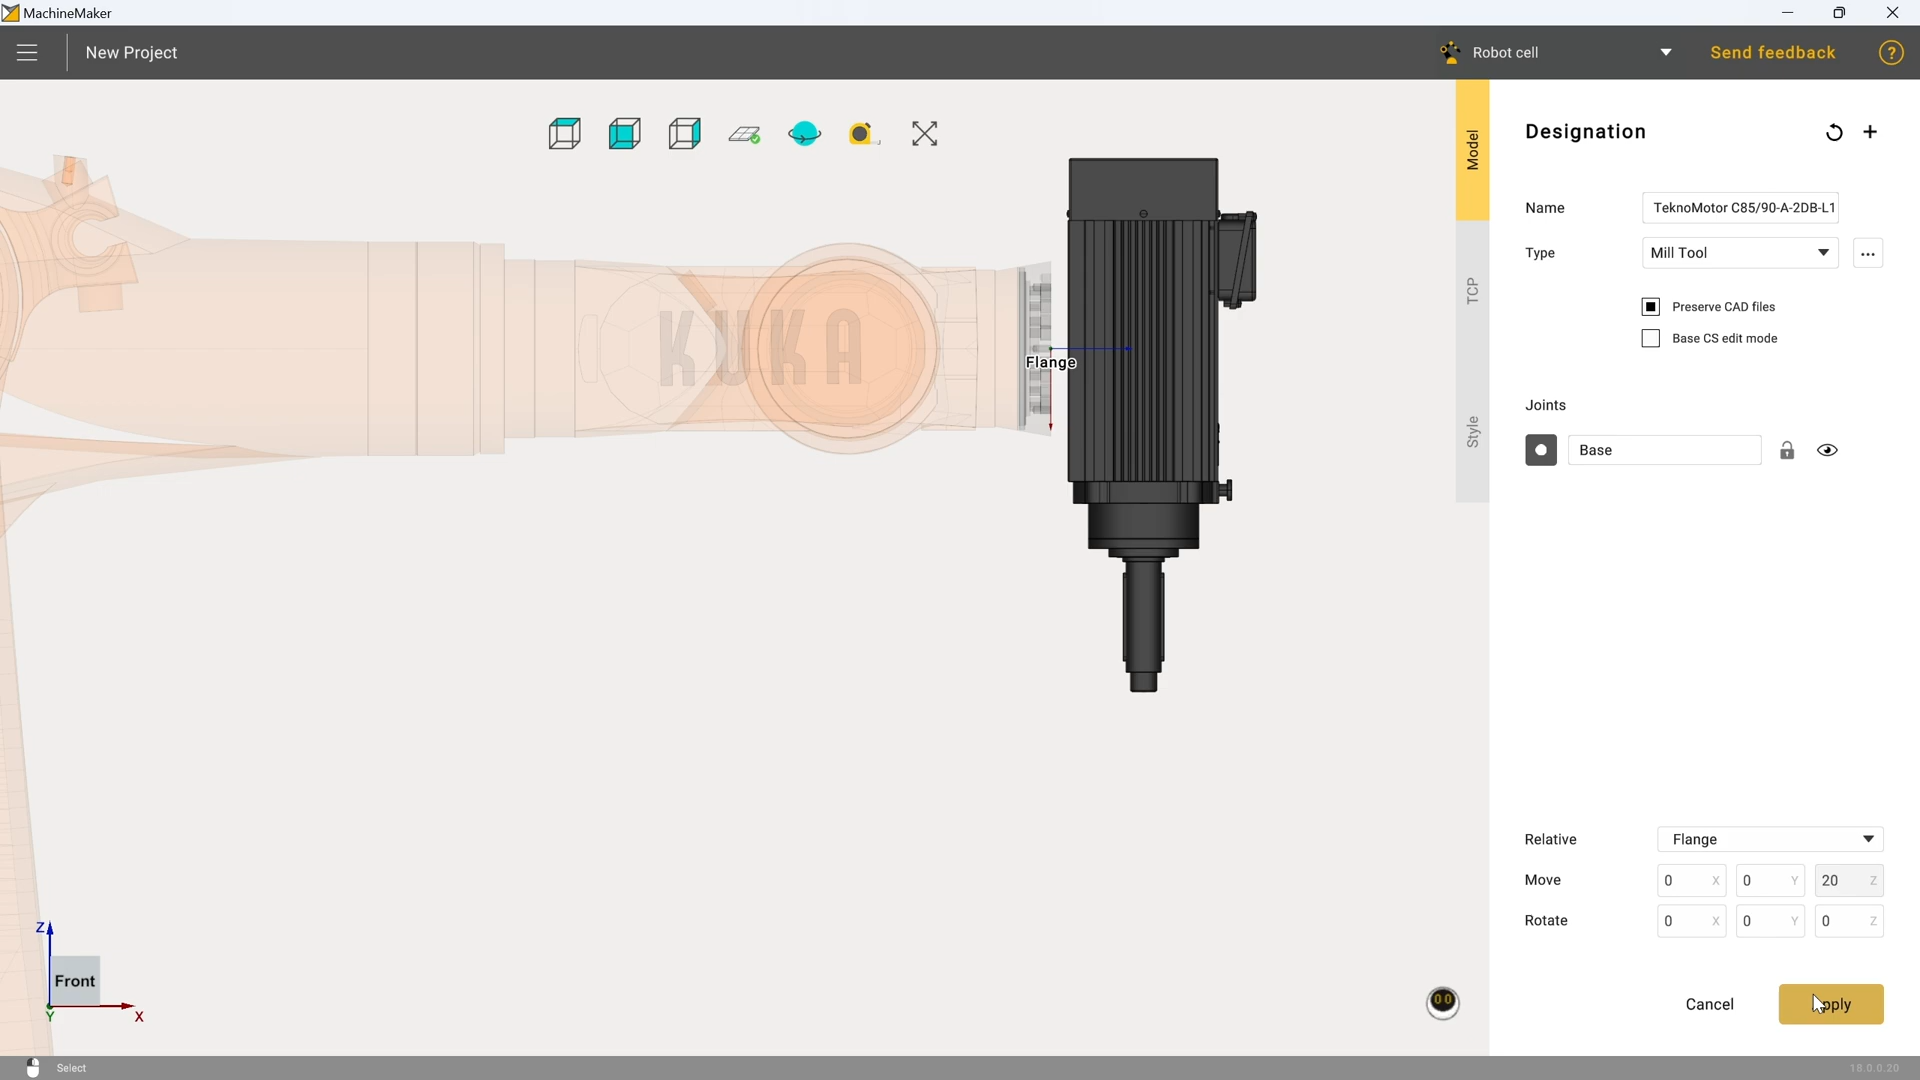 MachineMaker
New Project
Robot cell
Send feedback
?
Model
TCP
Style
Designation
Name
TeknoMotor C85/90-A-2DB-L1
Type
Mill Tool
...
Preserve CAD files
Base CS edit mode
Joints
Base
KUKA
Flange
Relative
Flange
Move
0 X
0 Y
20 Z
Rotate
0 X
0 Y
0 Z
Cancel
Apply
Z
Front
Y
X
Select
18.0.0.20